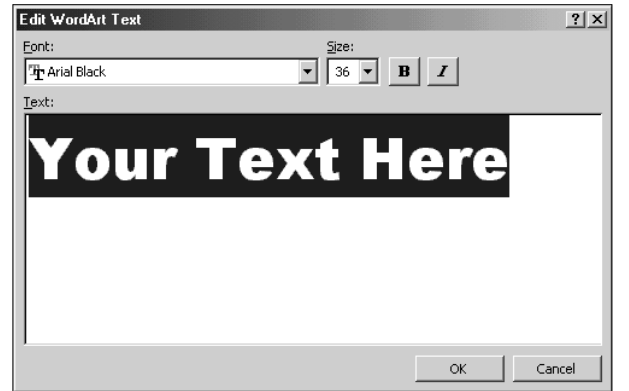 Edit WordArt Text ? ×
Font: Size:
Arial Black 36 B I
Text:
Your Text Here
OK Cancel